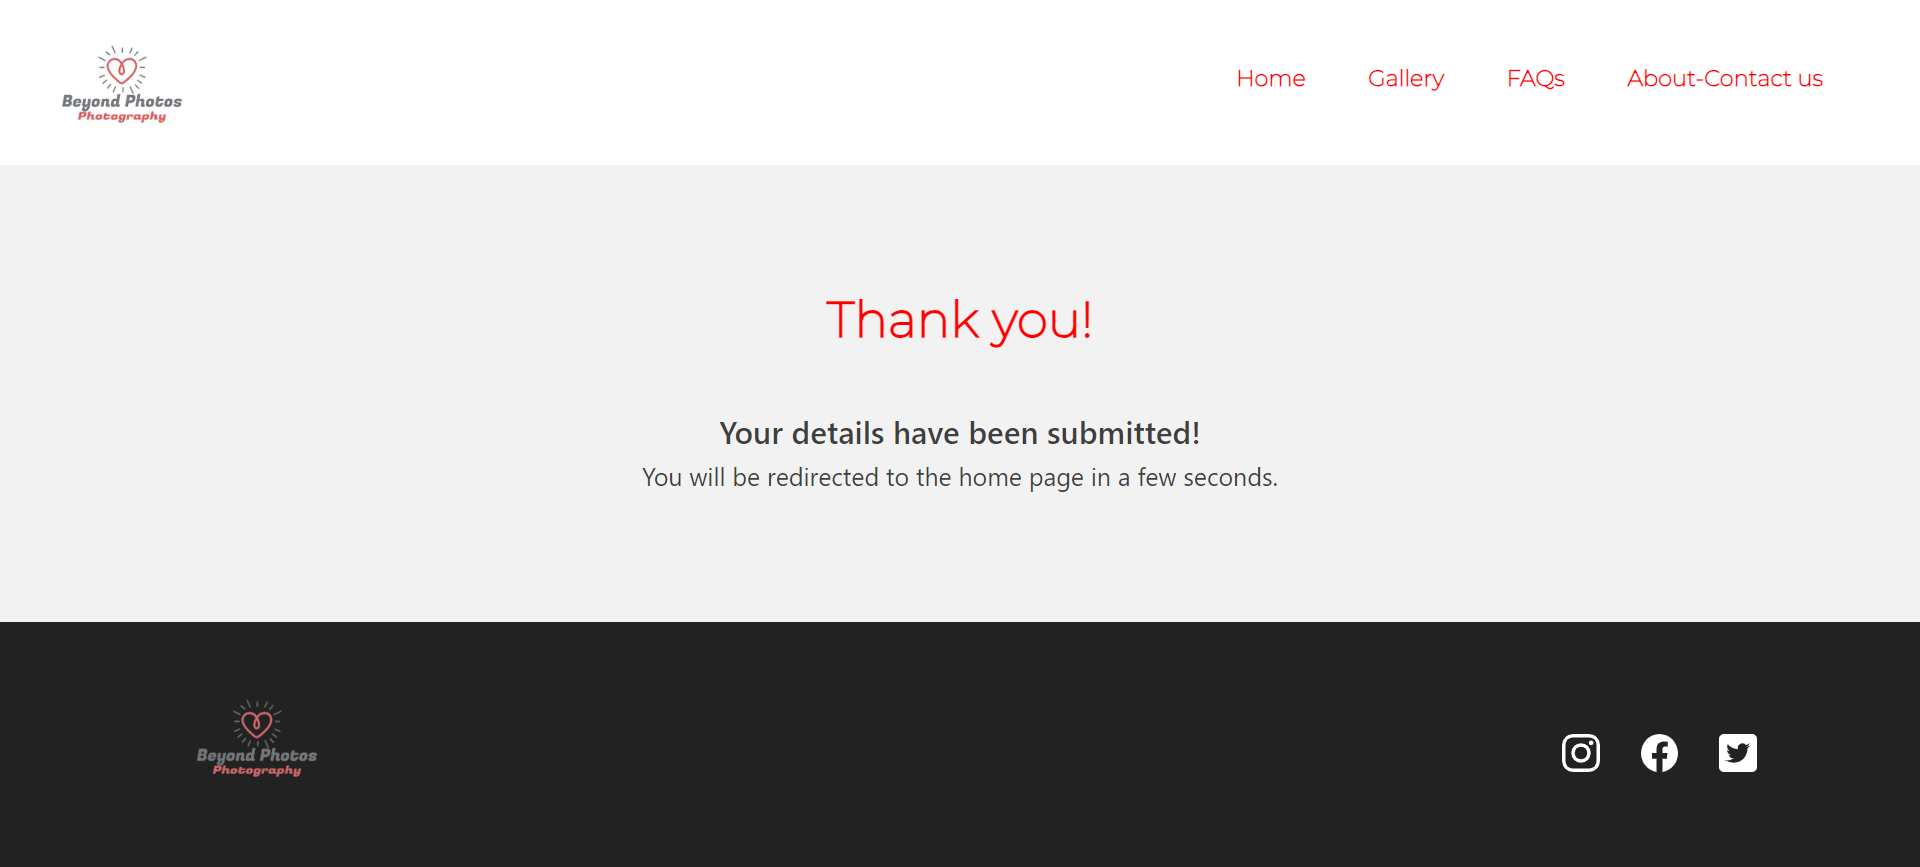 Beyond Photos
Photography
Home
Gallery
FAQs
About-Contact us
Thank you!
Your details have been submitted!
You will be redirected to the home page in a few seconds.
Beyond Photos
Photography